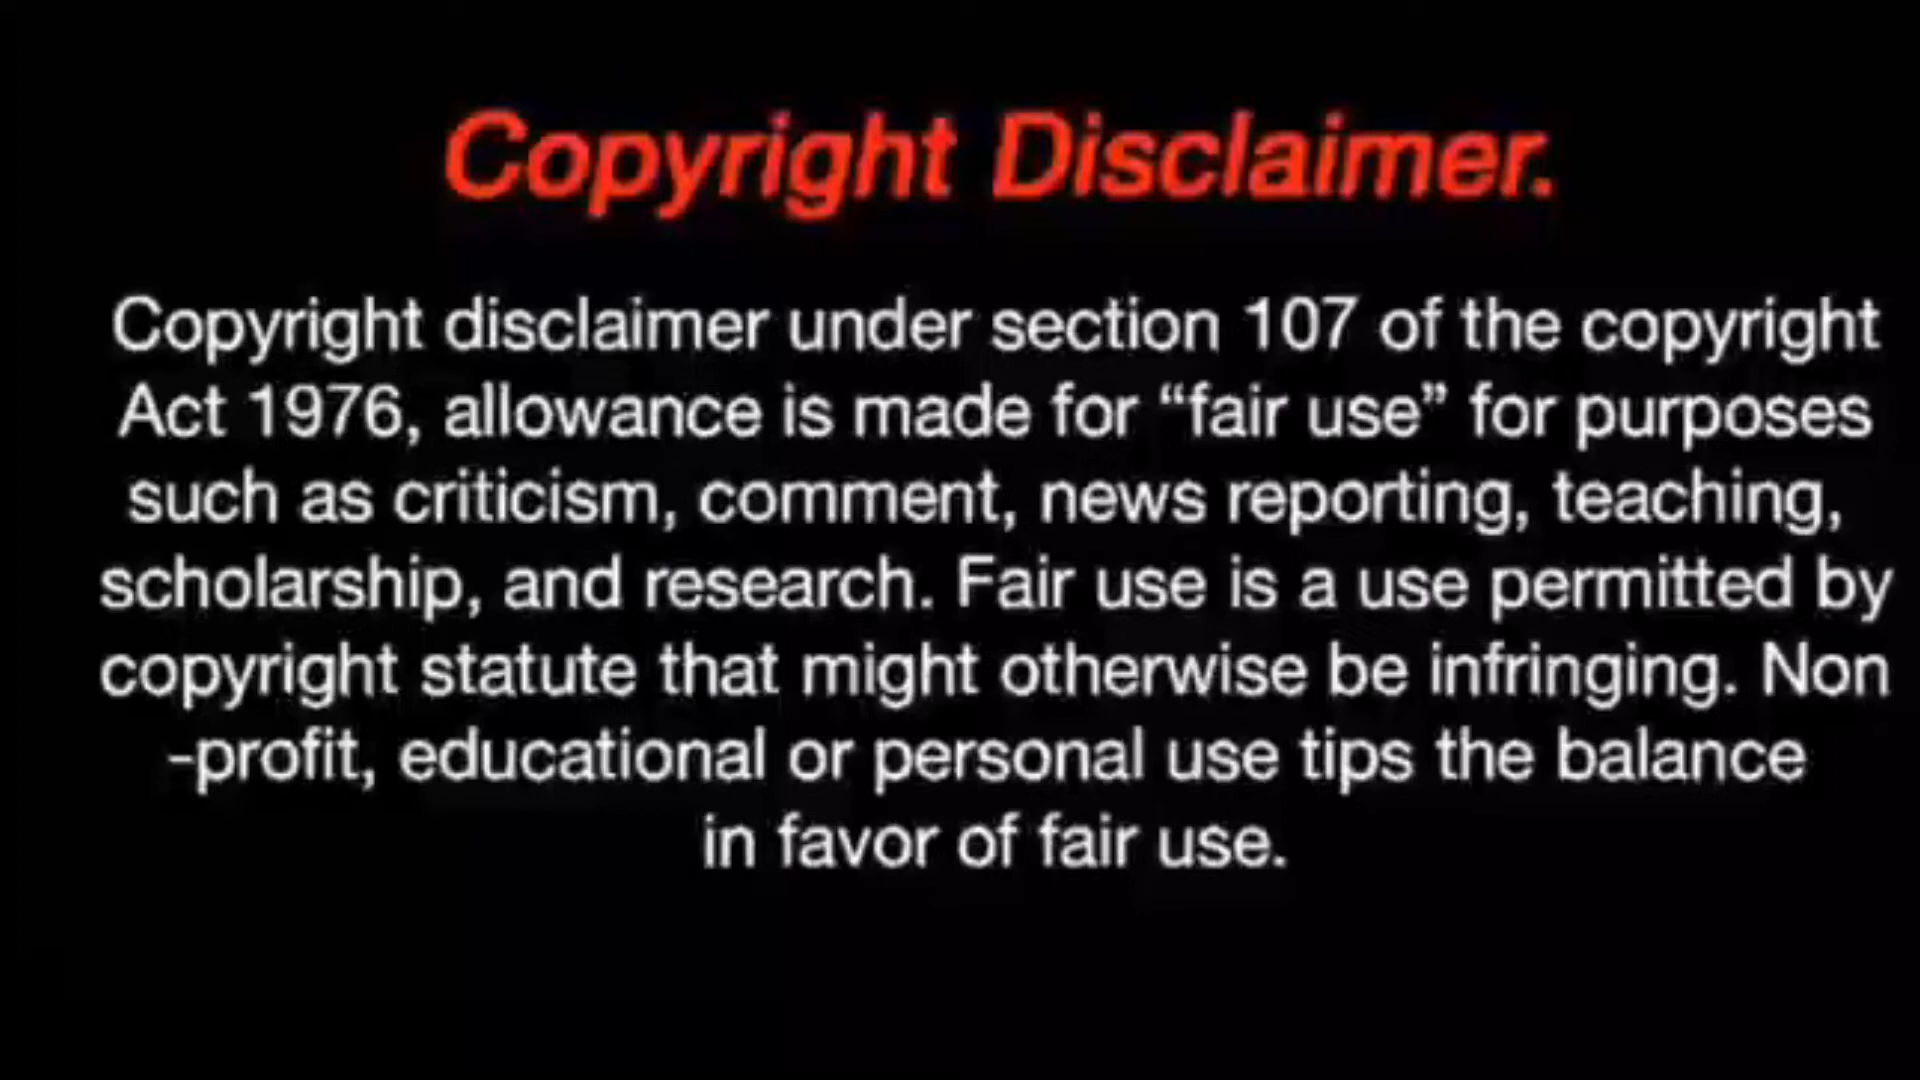 Copyright Disclaimer.
Copyright disclaimer under section 107 of the copyright
Act 1976, allowance is made for “fair use” for purposes
such as criticism, comment, news reporting, teaching,
scholarship, and research. Fair use is a use permitted by
copyright statute that might otherwise be infringing. Non
-profit, educational or personal use tips the balance
in favor of fair use.